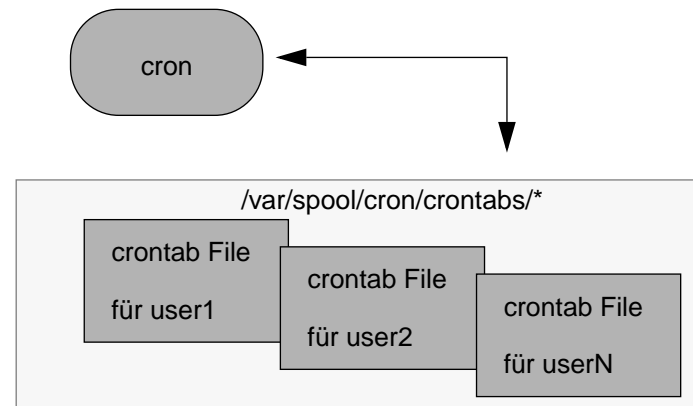 cron
/var/spool/cron/crontabs/*
crontab File
für user1
crontab File
für user2
crontab File
für userN